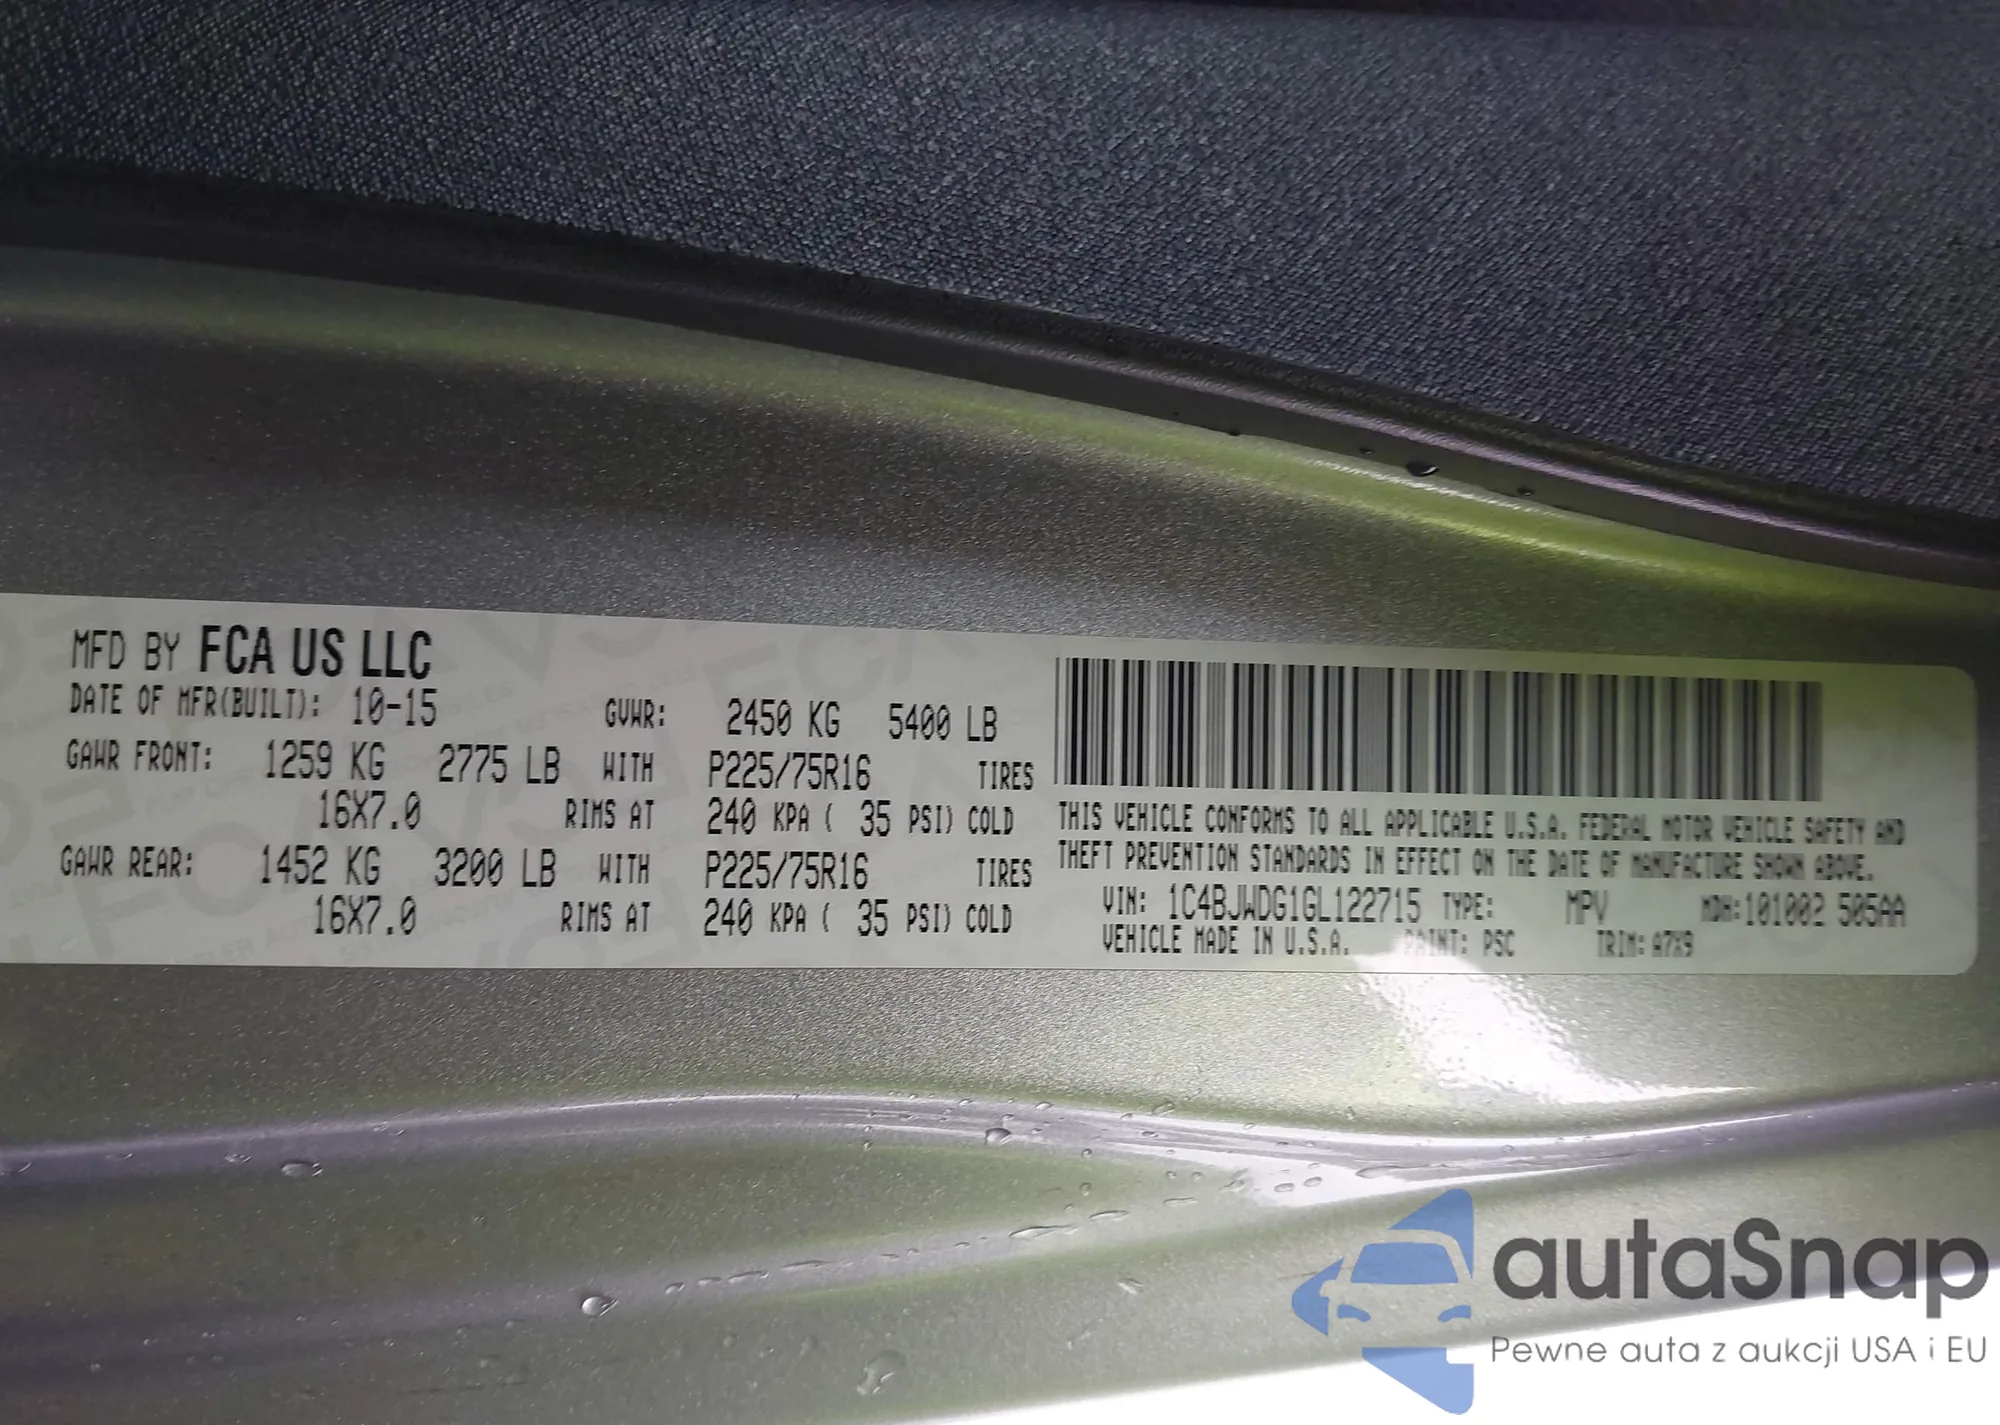 MFD BY FCA US LLC
DATE OF MFR(BUILT): 10-15 GVWR: 2450 KG 5400 LB
GAWR FRONT: 1259 KG 2775 LB WITH P225/75R16 TIRES
16X7.0 RIMS AT 240 KPA ( 35 PSI) COLD
GAWR REAR: 1452 KG 3200 LB WITH P225/75R16 TIRES
16X7.0 RIMS AT 240 KPA ( 35 PSI) COLD
THIS VEHICLE CONFORMS TO ALL APPLICABLE U.S.A. FEDERAL MOTOR VEHICLE SAFETY AND
THEFT PREVENTION STANDARDS IN EFFECT ON THE DATE OF MANUFACTURE SHOWN ABOVE.
VIN: 1C4BJWDG1GL122715 TYPE: MPV MDH:101002 505AA
VEHICLE MADE IN U.S.A. PAINT: PSC TRIM: A7X9
autaSnap
Pewne auta z aukcji USA i EU